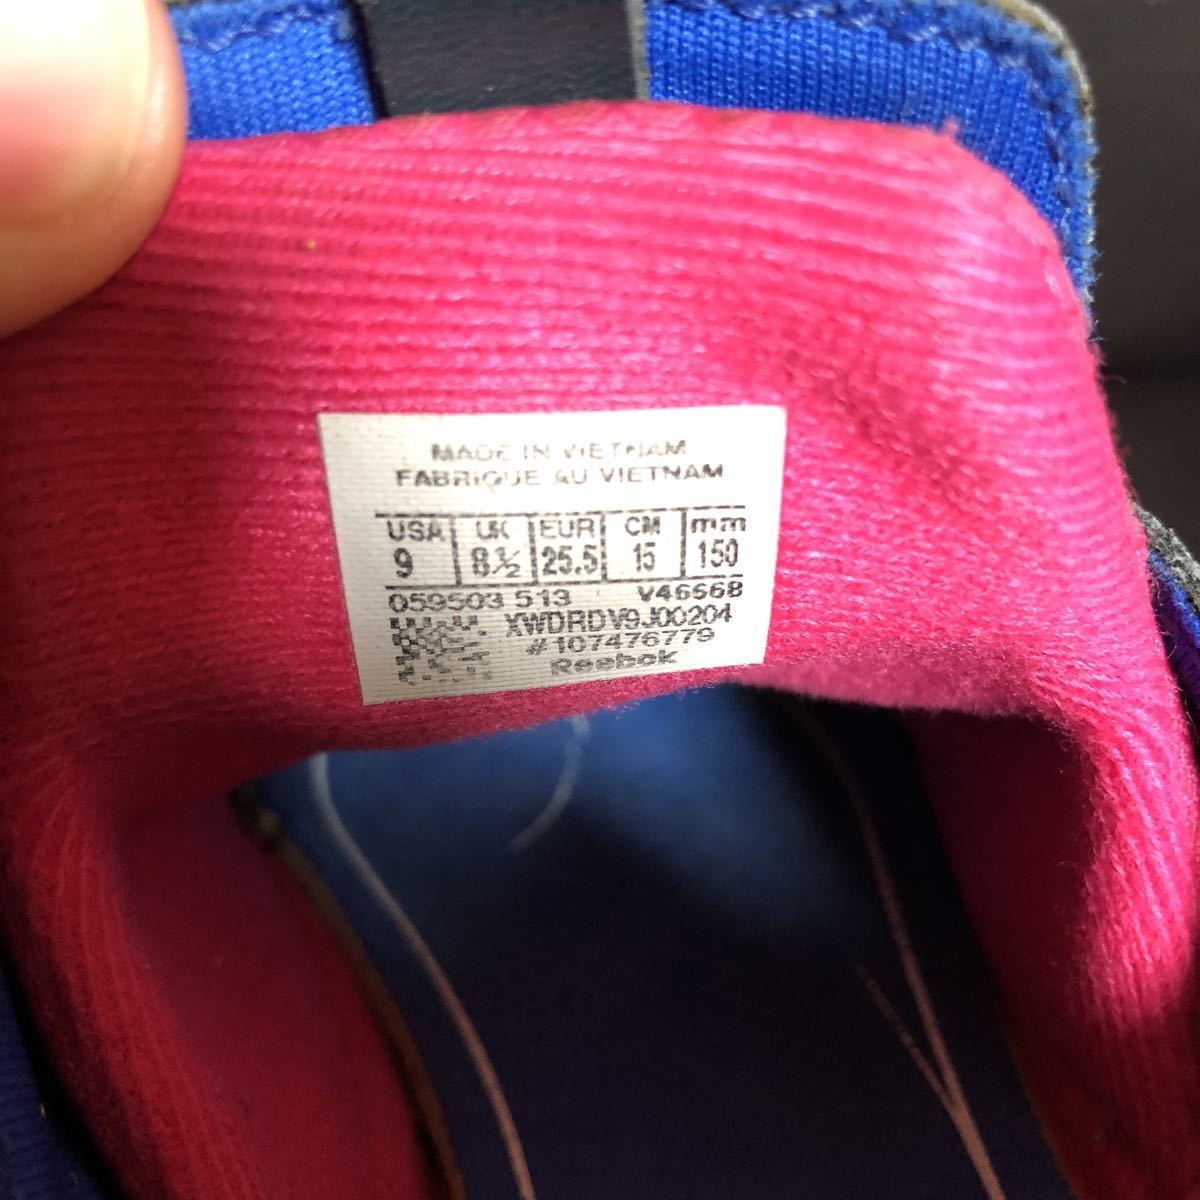 MADE IN VIETNAM
FABRIQUE AU VIETNAM
USA UK EUR CM mm
9 8½ 25.5 15 150
059503 513 V46568
XWDRDV9J00204
#107476779
Reebok